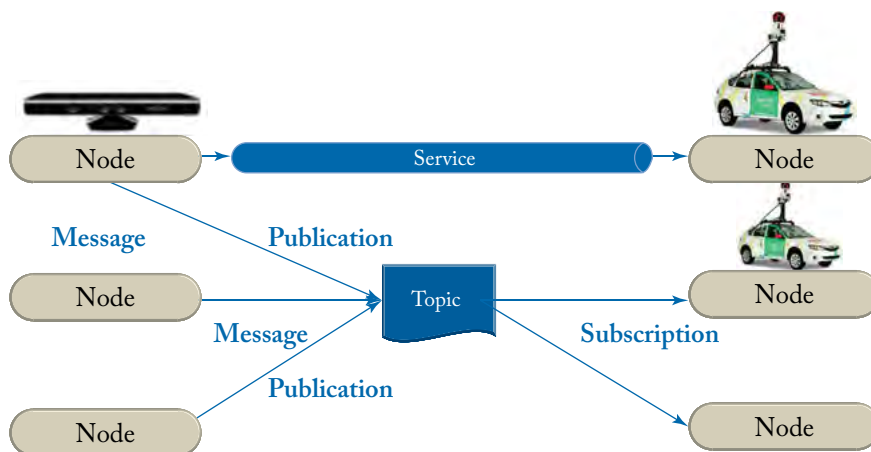 Node
Service
Node
Message
Publication
Node
Topic
Node
Message
Subscription
Publication
Node
Node